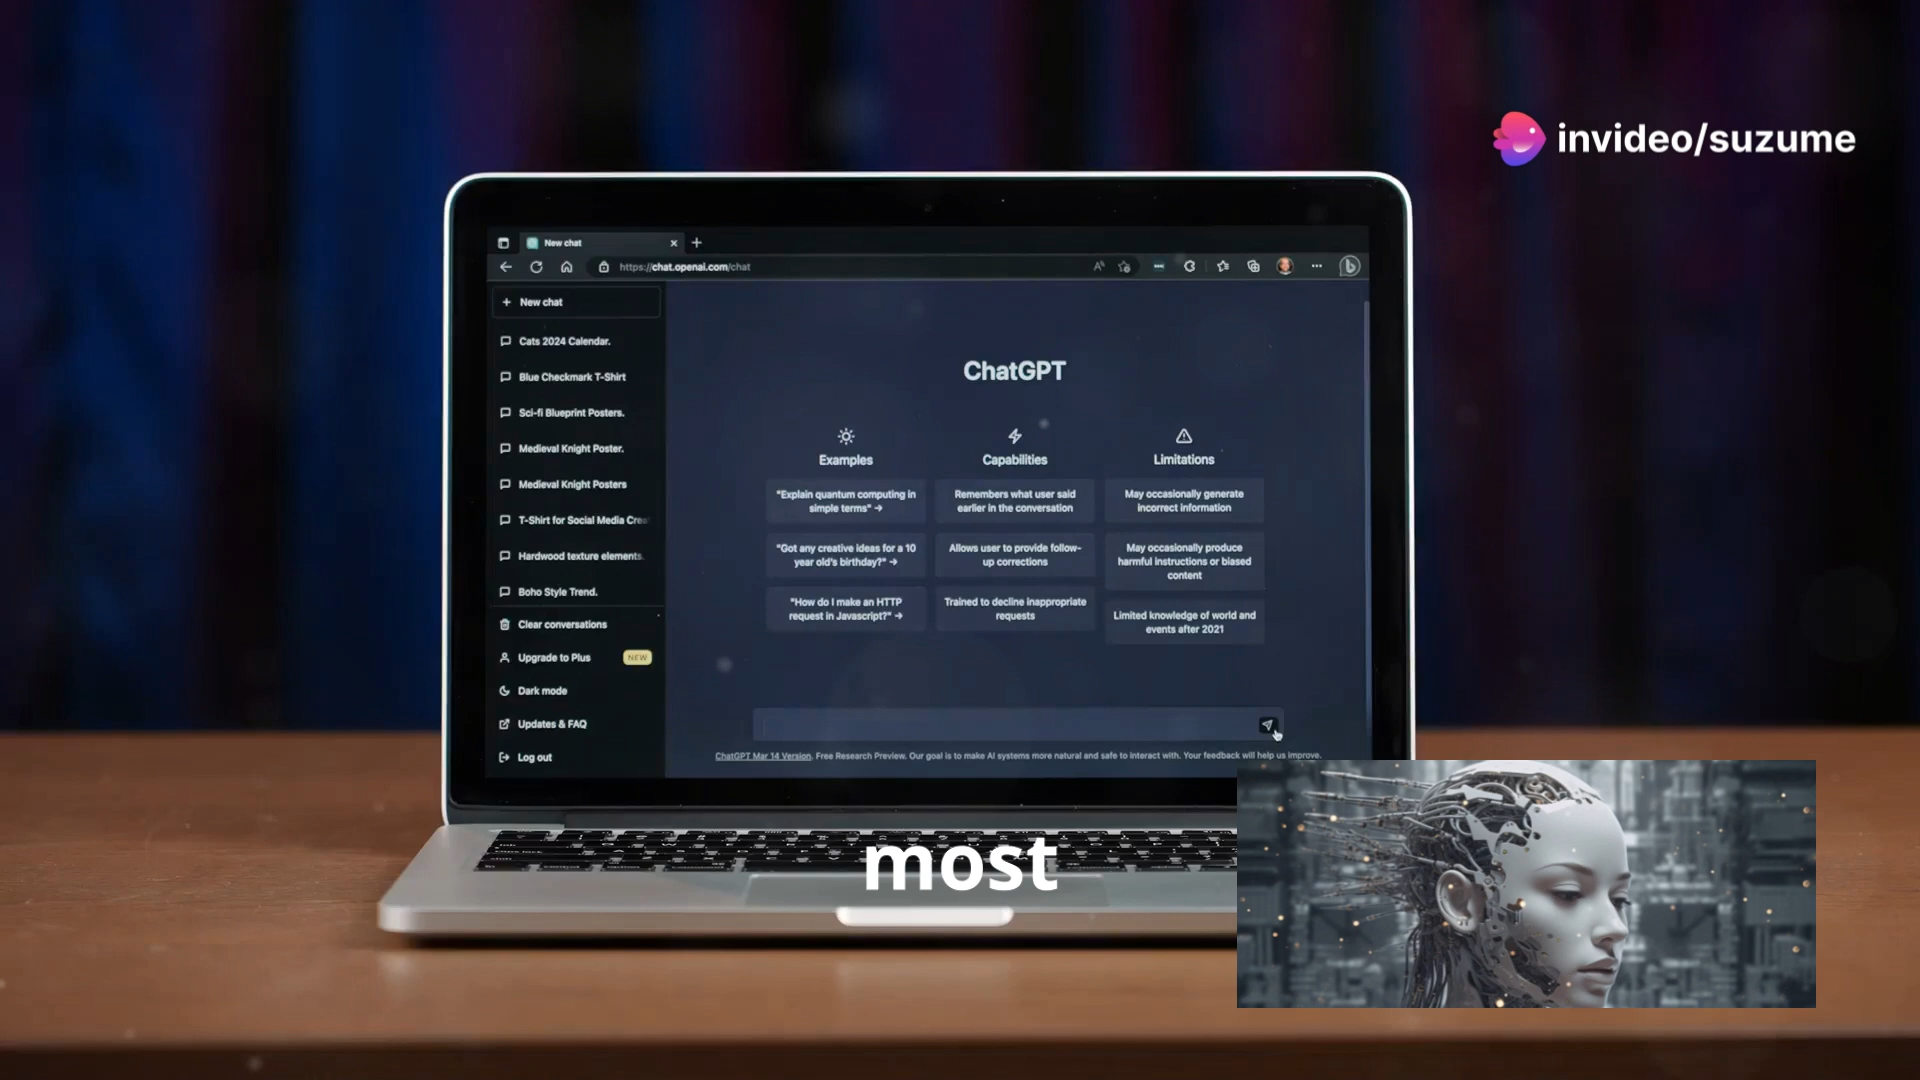 invideo/suzume
New chat
https://chat.openai.com/chat
New chat
Cats 2024 Calendar.
Blue Checkmark T-Shirt
Sci-fi Blueprint Posters.
Medieval Knight Poster.
Medieval Knight Posters
T-Shirt for Social Media Crea
Hardwood texture elements.
Boho Style Trend.
Clear conversations
Upgrade to Plus NEW
Dark mode
Updates & FAQ
Log out
ChatGPT
Examples
"Explain quantum computing in
simple terms" →
"Got any creative ideas for a 10
year old's birthday?" →
"How do I make an HTTP
request in Javascript?" →
Capabilities
Remembers what user said
earlier in the conversation
Allows user to provide follow-
up corrections
Trained to decline inappropriate
requests
Limitations
May occasionally generate
incorrect information
May occasionally produce
harmful instructions or biased
content
Limited knowledge of world and
events after 2021
ChatGPT Mar 14 Version. Free Research Preview. Our goal is to make AI systems more natural and safe to interact with. Your feedback will help us improve.
most